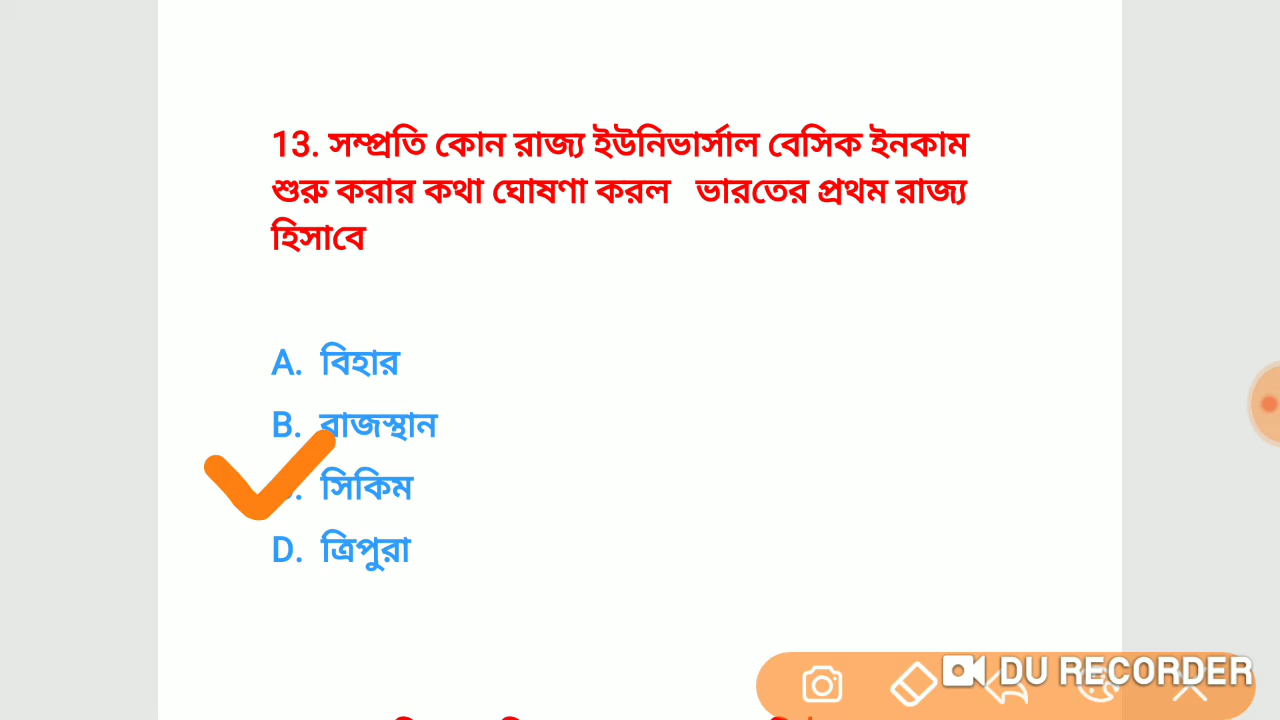 13. সম্প্রতি কোন রাজ্য ইউনিভার্সাল বেসিক ইনকাম
শুরু করার কথা ঘোষণা করল ভারতের প্রথম রাজ্য
হিসাবে
A. বিহার
B. রাজস্থান
সিকিম
D. ত্রিপুরা
DU RECORDER